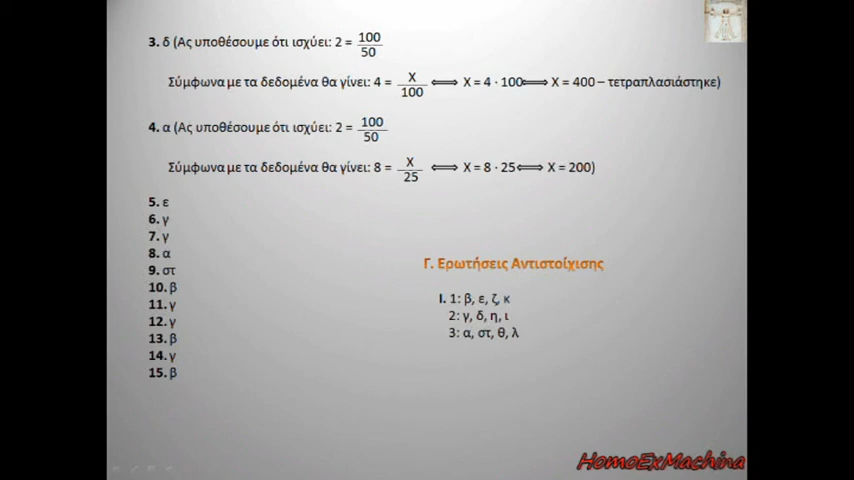 3. δ (Ας υποθέσουμε ότι ισχύει: 2 = 100/50
Σύμφωνα με τα δεδομένα θα γίνει: 4 = X/100 ⟺ X = 4 · 100 ⟺ X = 400 – τετραπλασιάστηκε)
4. α (Ας υποθέσουμε ότι ισχύει: 2 = 100/50
Σύμφωνα με τα δεδομένα θα γίνει: 8 = X/25 ⟺ X = 8 · 25 ⟺ X = 200)
5. ε
6. γ
7. γ
8. α
9. στ
10. β
11. γ
12. γ
13. β
14. γ
15. β
Γ. Ερωτήσεις Αντιστοίχισης
I. 1: β, ε, ζ, κ
2: γ, δ, η, ι
3: α, στ, θ, λ
HomoExMachina